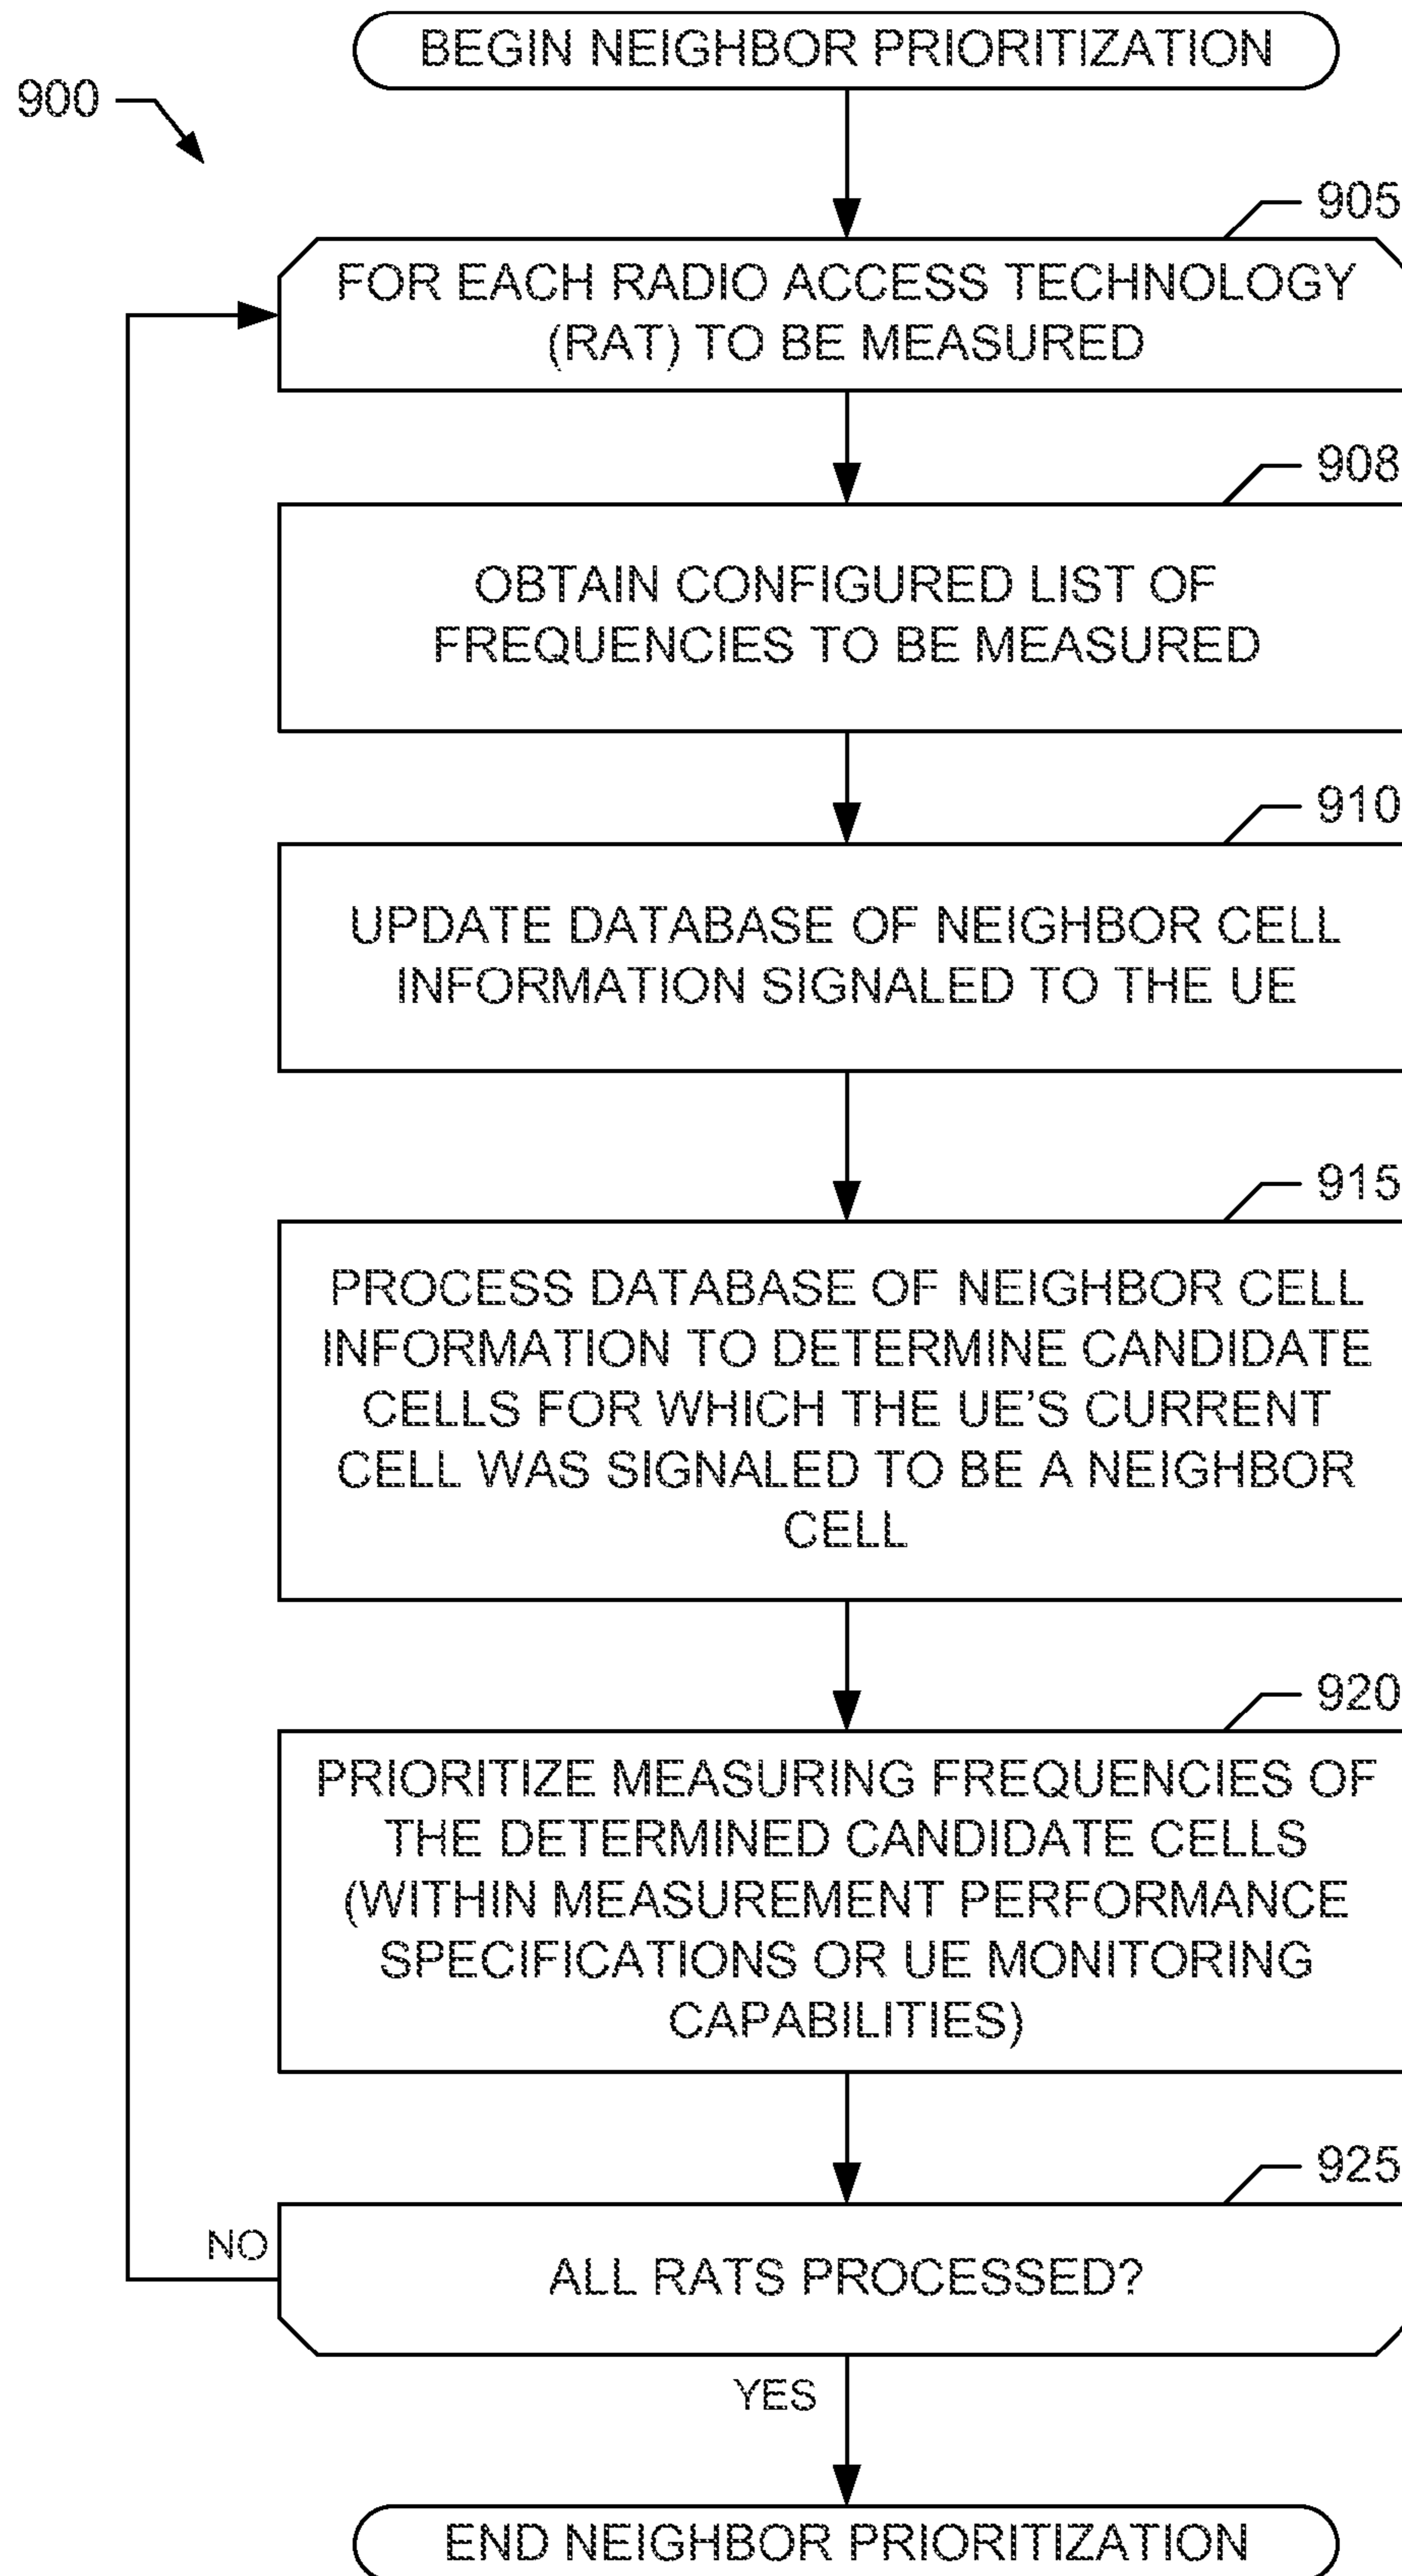 BEGIN NEIGHBOR PRIORITIZATION
900
905
FOR EACH RADIO ACCESS TECHNOLOGY
(RAT) TO BE MEASURED
908
OBTAIN CONFIGURED LIST OF
FREQUENCIES TO BE MEASURED
910
UPDATE DATABASE OF NEIGHBOR CELL
INFORMATION SIGNALED TO THE UE
915
PROCESS DATABASE OF NEIGHBOR CELL
INFORMATION TO DETERMINE CANDIDATE
CELLS FOR WHICH THE UE'S CURRENT
CELL WAS SIGNALED TO BE A NEIGHBOR
CELL
920
PRIORITIZE MEASURING FREQUENCIES OF
THE DETERMINED CANDIDATE CELLS
(WITHIN MEASUREMENT PERFORMANCE
SPECIFICATIONS OR UE MONITORING
CAPABILITIES)
925
NO
ALL RATS PROCESSED?
YES
END NEIGHBOR PRIORITIZATION